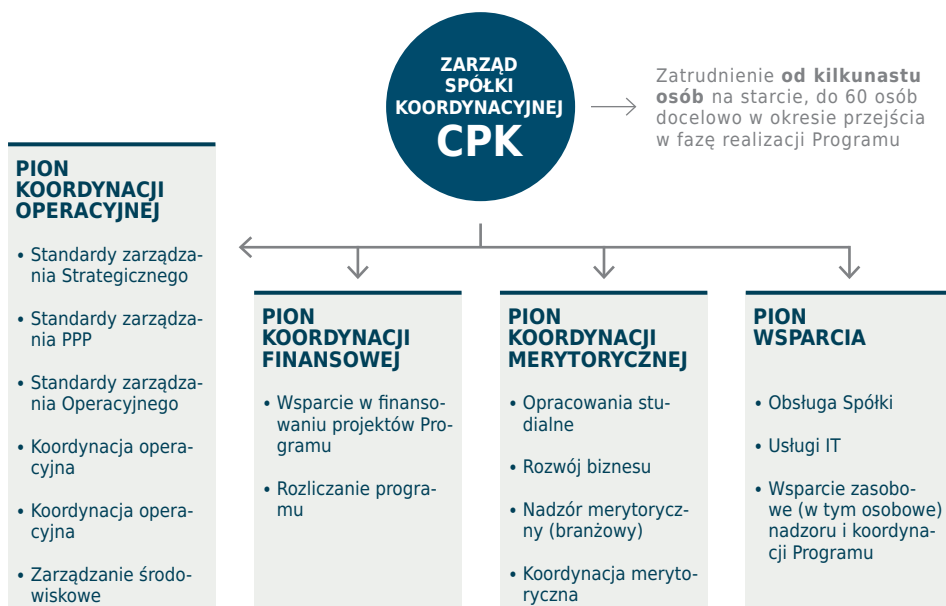 ZARZĄD
SPÓŁKI
KOORDYNACYJNEJ
CPK
Zatrudnienie od kilkunastu
osób na starcie, do 60 osób
docelowo w okresie przejścia
w fazę realizacji Programu
PION
KOORDYNACJI
OPERACYJNEJ
• Standardy zarządza-
nia Strategicznego
• Standardy zarządza-
nia PPP
• Standardy zarządza-
nia Operacyjnego
• Koordynacja opera-
cyjna
• Koordynacja opera-
cyjna
• Zarządzanie środo-
wiskowe
PION
KOORDYNACJI
FINANSOWEJ
• Wsparcie w finanso-
waniu projektów Pro-
gramu
• Rozliczanie progra-
mu
PION
KOORDYNACJI
MERYTORYCZNEJ
• Opracowania stu-
dialne
• Rozwój biznesu
• Nadzór merytorycz-
ny (branżowy)
• Koordynacja meryto-
ryczna
PION
WSPARCIA
• Obsługa Spółki
• Usługi IT
• Wsparcie zasobo-
we (w tym osobowe)
nadzoru i koordyna-
cji Programu